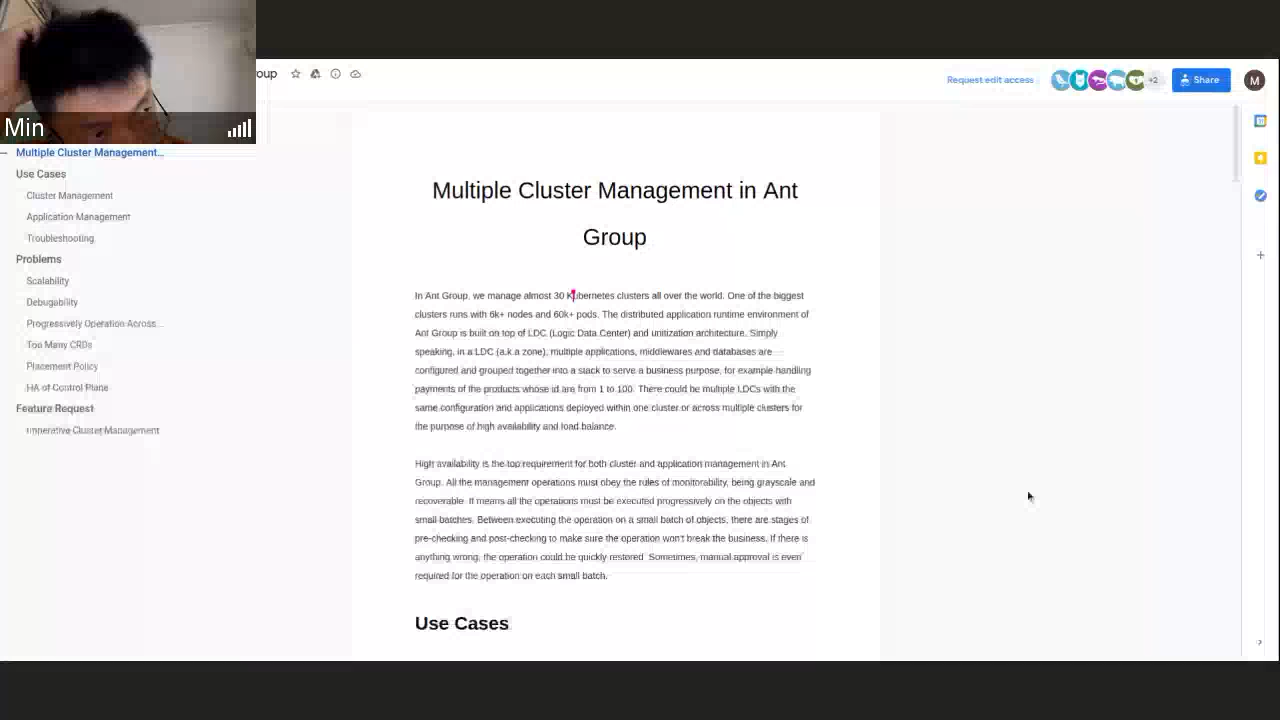 oup
Request edit access
+2
Share
M
Min
Multiple Cluster Management...
Use Cases
Cluster Management
Application Management
Troubleshooting
Problems
Scalability
Debugability
Progressively Operation Across...
Too Many CRDs
Placement Policy
HA of Control Plane
Feature Request
Imperative Cluster Management
Multiple Cluster Management in Ant
Group
In Ant Group, we manage almost 30 Kubernetes clusters all over the world. One of the biggest
clusters runs with 6k+ nodes and 60k+ pods. The distributed application runtime environment of
Ant Group is built on top of LDC (Logic Data Center) and unitization architecture. Simply
speaking, in a LDC (a.k.a zone), multiple applications, middlewares and databases are
configured and grouped together into a stack to serve a business purpose, for example handling
payments of the products whose id are from 1 to 100. There could be multiple LDCs with the
same configuration and applications deployed within one cluster or across multiple clusters for
the purpose of high availability and load balance.
High availability is the top requirement for both cluster and application management in Ant
Group. All the management operations must obey the rules of monitorability, being grayscale and
recoverable. It means all the operations must be executed progressively on the objects with
small batches. Between executing the operation on a small batch of objects, there are stages of
pre-checking and post-checking to make sure the operation won't break the business. If there is
anything wrong, the operation could be quickly restored. Sometimes, manual approval is even
required for the operation on each small batch.
Use Cases